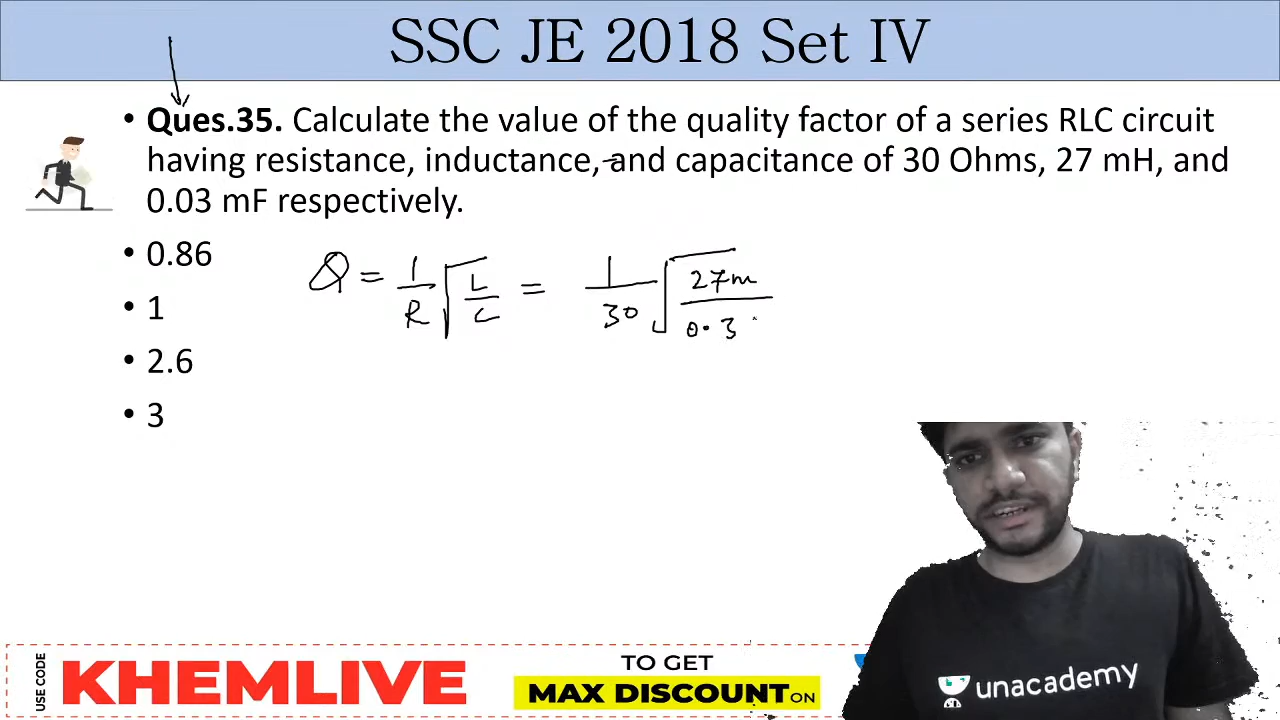 SSC JE 2018 Set IV
• Ques.35. Calculate the value of the quality factor of a series RLC circuit
having resistance, inductance, and capacitance of 30 Ohms, 27 mH, and
0.03 mF respectively.
• 0.86
• 1
• 2.6
• 3
Q = 1/R √(L/C) = 1/30 √(27m/0.3
USE CODE
KHEMLIVE
TO GET
MAX DISCOUNT ON
unacademy